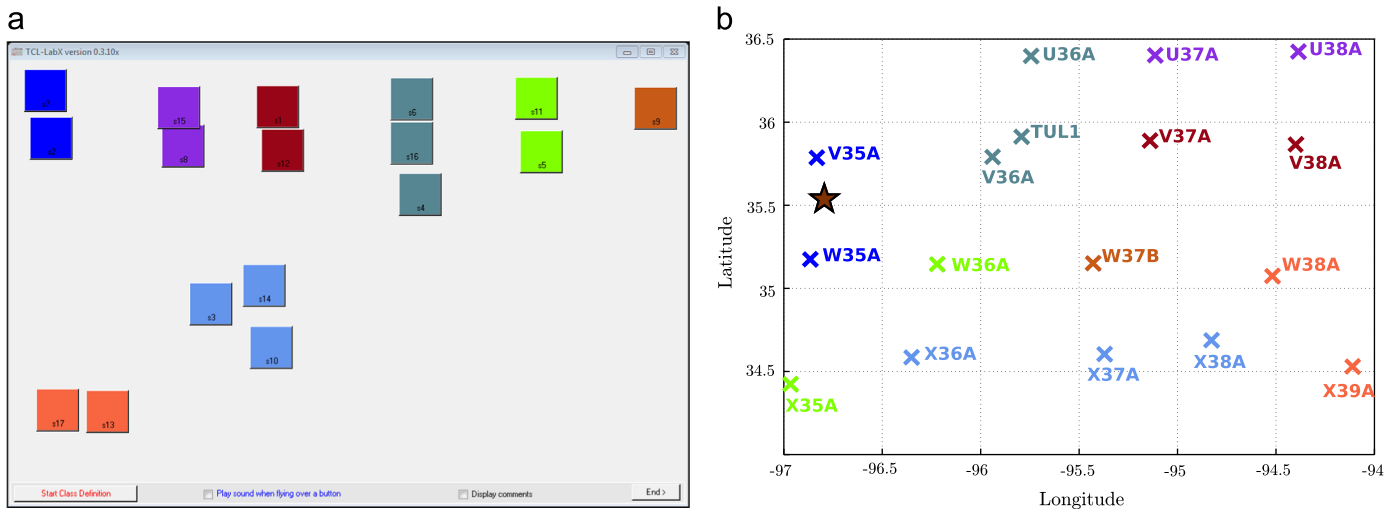 a
TCL-LabX version 0.3.10x
s7
s2
s15
s8
s1
s12
s6
s16
s4
s11
s5
s9
s14
s3
s10
s17
s13
Start Class Definition
Play sound when flying over a button
Display comments
End >
b
36.5
36
35.5
35
34.5
Latitude
U36A
U37A
U38A
TUL1
V37A
V35A
V36A
V38A
W35A
W36A
W37B
W38A
X36A
X37A
X38A
X35A
X39A
-97
-96.5
-96
-95.5
-95
-94.5
-94
Longitude